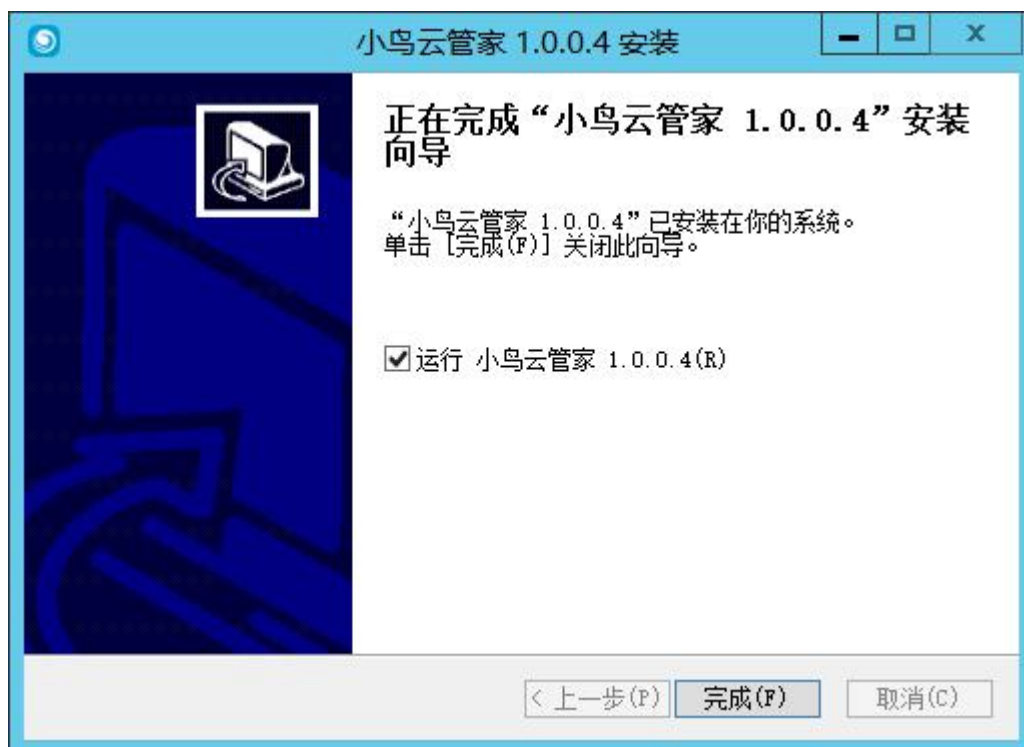 小鸟云管家 1.0.0.4 安装
正在完成“小鸟云管家 1.0.0.4”安装
向导
“小鸟云管家 1.0.0.4”已安装在你的系统。
单击 [完成(F)] 关闭此向导。
运行 小鸟云管家 1.0.0.4(R)
< 上一步(P) 完成(F) 取消(C)